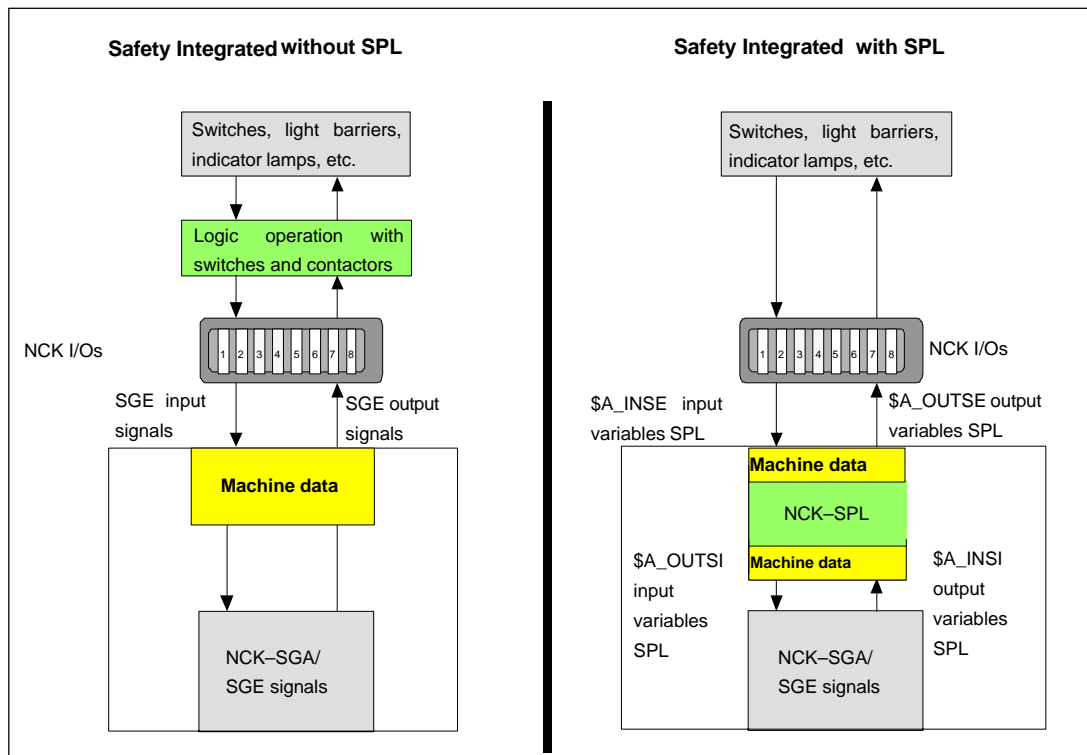 Safety Integrated without SPL
Switches, light barriers,
indicator lamps, etc.
Logic operation with
switches and contactors
NCK I/Os
1 2 3 4 5 6 7 8
SGE input
signals
SGE output
signals
Machine data
NCK–SGA/
SGE signals
Safety Integrated with SPL
Switches, light barriers,
indicator lamps, etc.
1 2 3 4 5 6 7 8
NCK I/Os
$A_INSE input
variables SPL
$A_OUTSE output
variables SPL
Machine data
NCK–SPL
Machine data
$A_OUTSI
input
variables
SPL
$A_INSI
output
variables
SPL
NCK–SGA/
SGE signals